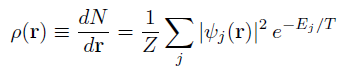 ρ(r) ≡ dN/dr = 1/Z ∑_j |ψ_j(r)|² e^{−E_j/T}